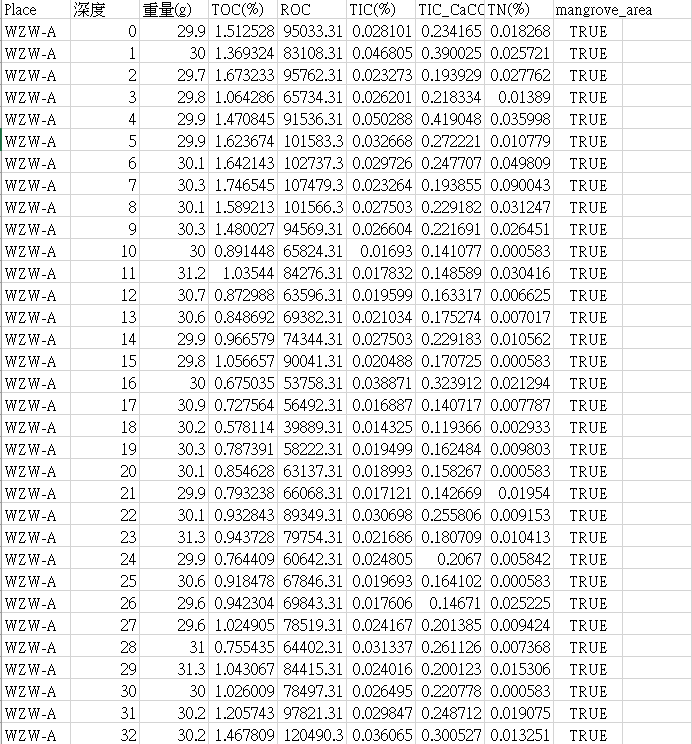 Place 深度 重量(g) TOC(%) ROC TIC(%) TIC_CaCC TN(%) mangrove_area
WZW-A 0 29.9 1.512528 95033.31 0.028101 0.234165 0.018268 TRUE
WZW-A 1 30 1.369324 83108.31 0.046805 0.390025 0.025721 TRUE
WZW-A 2 29.7 1.673233 95762.31 0.023273 0.193929 0.027762 TRUE
WZW-A 3 29.8 1.064286 65734.31 0.026201 0.218334 0.01389 TRUE
WZW-A 4 29.9 1.470845 91536.31 0.050288 0.419048 0.035998 TRUE
WZW-A 5 29.9 1.623674 101583.3 0.032668 0.272221 0.010779 TRUE
WZW-A 6 30.1 1.642143 102737.3 0.029726 0.247707 0.049809 TRUE
WZW-A 7 30.3 1.746545 107479.3 0.023264 0.193855 0.090043 TRUE
WZW-A 8 30.1 1.589213 101566.3 0.027503 0.229182 0.031247 TRUE
WZW-A 9 30.3 1.480027 94569.31 0.026604 0.221691 0.026451 TRUE
WZW-A 10 30 0.891448 65824.31 0.01693 0.141077 0.000583 TRUE
WZW-A 11 31.2 1.03544 84276.31 0.017832 0.148589 0.030416 TRUE
WZW-A 12 30.7 0.872988 63596.31 0.019599 0.163317 0.006625 TRUE
WZW-A 13 30.6 0.848692 69382.31 0.021034 0.175274 0.007017 TRUE
WZW-A 14 29.9 0.966579 74344.31 0.027503 0.229183 0.010562 TRUE
WZW-A 15 29.8 1.056657 90041.31 0.020488 0.170725 0.000583 TRUE
WZW-A 16 30 0.675035 53758.31 0.038871 0.323912 0.021294 TRUE
WZW-A 17 30.9 0.727564 56492.31 0.016887 0.140717 0.007787 TRUE
WZW-A 18 30.2 0.578114 39889.31 0.014325 0.119366 0.002933 TRUE
WZW-A 19 30.3 0.787391 58222.31 0.019499 0.162484 0.009803 TRUE
WZW-A 20 30.1 0.854628 63137.31 0.018993 0.158267 0.000583 TRUE
WZW-A 21 29.9 0.793238 66068.31 0.017121 0.142669 0.01954 TRUE
WZW-A 22 30.1 0.932843 89349.31 0.030698 0.255806 0.009153 TRUE
WZW-A 23 31.3 0.943728 79754.31 0.021686 0.180709 0.010413 TRUE
WZW-A 24 29.9 0.764409 60642.31 0.024805 0.2067 0.005842 TRUE
WZW-A 25 30.6 0.918478 67846.31 0.019693 0.164102 0.000583 TRUE
WZW-A 26 29.6 0.942304 69843.31 0.017606 0.14671 0.025225 TRUE
WZW-A 27 29.6 1.024905 78519.31 0.024167 0.201385 0.009424 TRUE
WZW-A 28 31 0.755435 64402.31 0.031337 0.261126 0.007368 TRUE
WZW-A 29 31.3 1.043067 84415.31 0.024016 0.200123 0.015306 TRUE
WZW-A 30 30 1.026009 78497.31 0.026495 0.220778 0.000583 TRUE
WZW-A 31 30.2 1.205743 97821.31 0.029847 0.248712 0.019075 TRUE
WZW-A 32 30.2 1.467809 120490.3 0.036065 0.300527 0.013251 TRUE